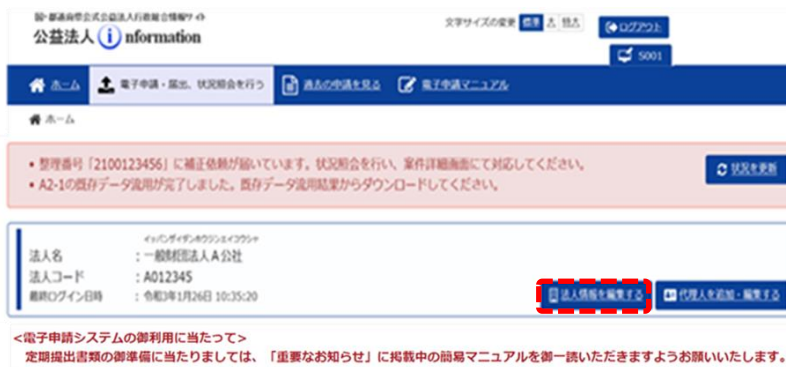 国・都道府県公式公益法人行政総合情報サイト
公益法人 information
文字サイズの変更 標準 大 特大
ログアウト
5001
ホーム 電子申請・届出、状況照会を行う 過去の申請を見る 電子申請マニュアル
ホーム
• 整理番号「2100123456」に補正依頼が届いています。状況照会を行い、案件詳細画面にて対応してください。
• A2-1の既存データ流用が完了しました。既存データ流用結果からダウンロードしてください。
状況を更新
イッパンザイダンホウジンエイコウシャ
法人名 : 一般財団法人A公社
法人コード : A012345
最終ログイン日時 : 令和3年1月26日 10:35:20
法人情報を編集する 代理人を追加・編集する
<電子申請システムの御利用に当たって>
定期提出書類の御準備に当たりましては、「重要なお知らせ」に掲載中の簡易マニュアルを御一読いただきますようお願いいたします。